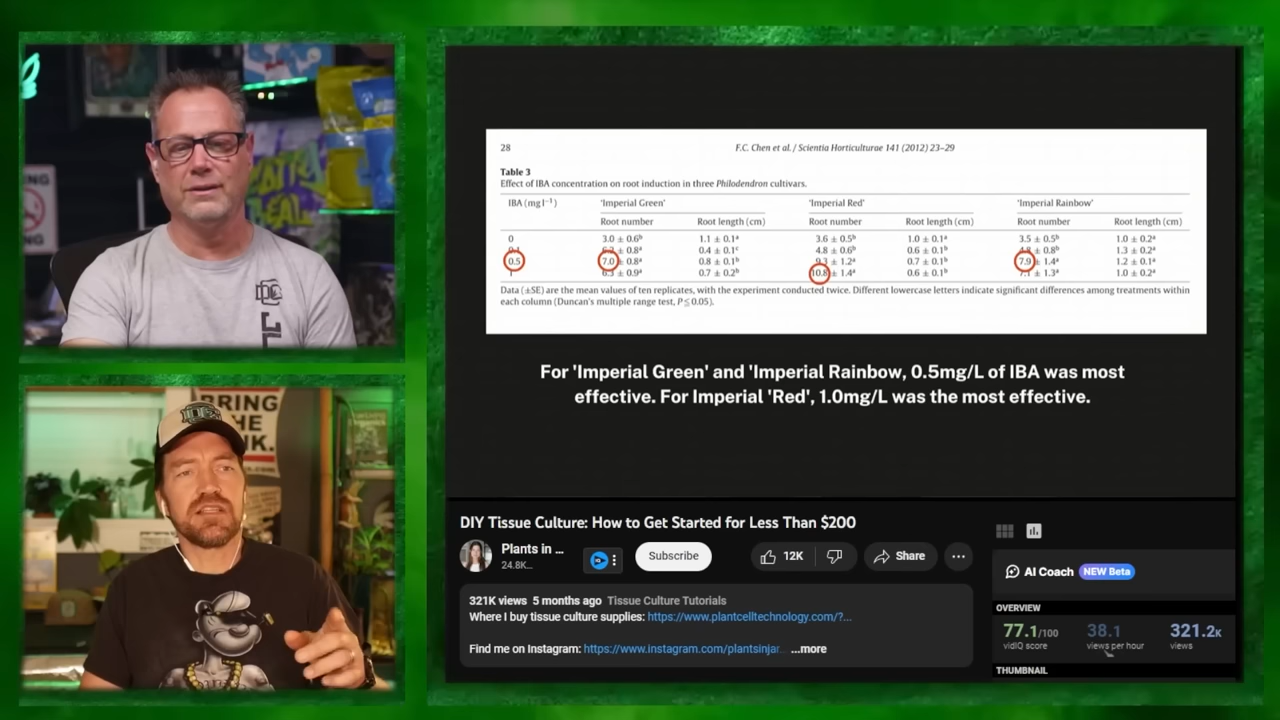 BRING
THE
NK.
28
F.C. Chen et al. / Scientia Horticulturae 141 (2012) 23–29
Table 3
Effect of IBA concentration on root induction in three Philodendron cultivars.
IBA (mg l⁻¹) 'Imperial Green' 'Imperial Red' 'Imperial Rainbow'
Root number Root length (cm) Root number Root length (cm) Root number Root length (cm)
0 3.0 ± 0.6ᵇ 1.1 ± 0.1ᵃ 3.6 ± 0.5ᵇ 1.0 ± 0.1ᵃ 3.5 ± 0.5ᵇ 1.0 ± 0.2ᵃ
± 0.8ᵃ 0.4 ± 0.1ᶜ 4.8 ± 0.6ᵇ 0.6 ± 0.1ᵇ ± 0.8ᵇ 1.3 ± 0.2ᵃ
0.5 7.0 ± 0.8ᵃ 0.8 ± 0.1ᵇ ± 1.2ᵃ 0.7 ± 0.1ᵇ 7.9 ± 1.4ᵃ 1.2 ± 0.1ᵃ
1 ± 0.9ᵃ 0.7 ± 0.2ᵇ 10.8 ± 1.4ᵃ 0.6 ± 0.1ᵇ ± 1.3ᵃ 1.0 ± 0.2ᵃ
Data (±SE) are the mean values of ten replicates, with the experiment conducted twice. Different lowercase letters indicate significant differences among treatments within
each column (Duncan's multiple range test, P ≤ 0.05).
For 'Imperial Green' and 'Imperial Rainbow, 0.5mg/L of IBA was most
effective. For Imperial 'Red', 1.0mg/L was the most effective.
DIY Tissue Culture: How to Get Started for Less Than $200
Plants in ...
24.8K...
Subscribe
12K
Share
321K views 5 months ago Tissue Culture Tutorials
Where I buy tissue culture supplies: https://www.plantcelltechnology.com/?...
Find me on Instagram: https://www.instagram.com/plantsinjar... ...more
AI Coach NEW Beta
OVERVIEW
77.1/100 38.1 321.2K
vidIQ score views per hour views
THUMBNAIL